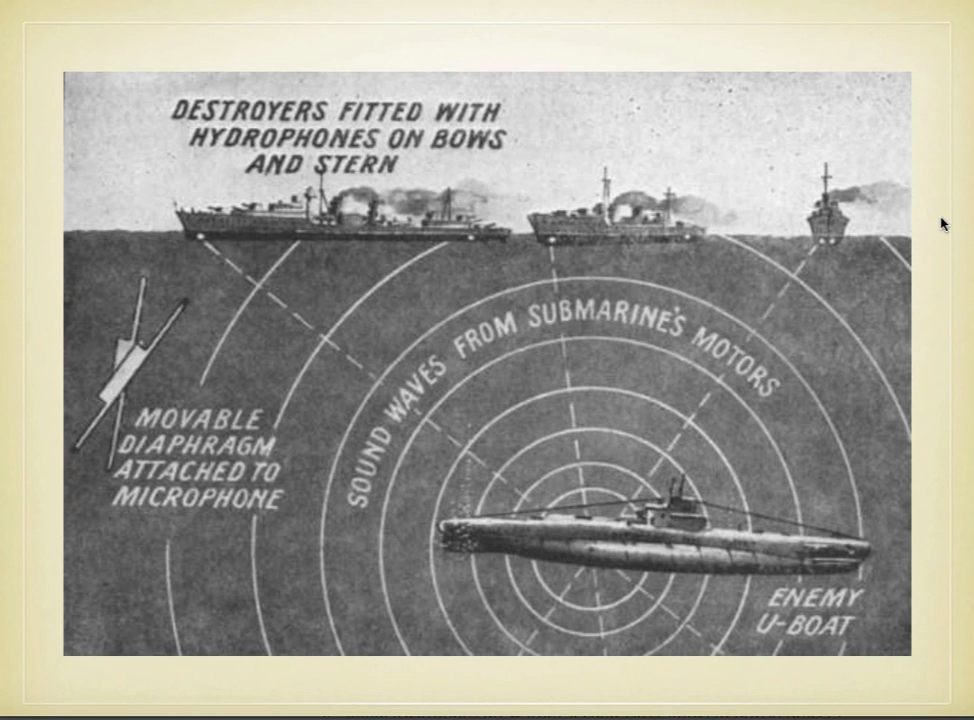 DESTROYERS FITTED WITH
HYDROPHONES ON BOWS
AND STERN
SOUND WAVES FROM SUBMARINE'S MOTORS
MOVABLE
DIAPHRAGM
ATTACHED TO
MICROPHONE
ENEMY
U-BOAT